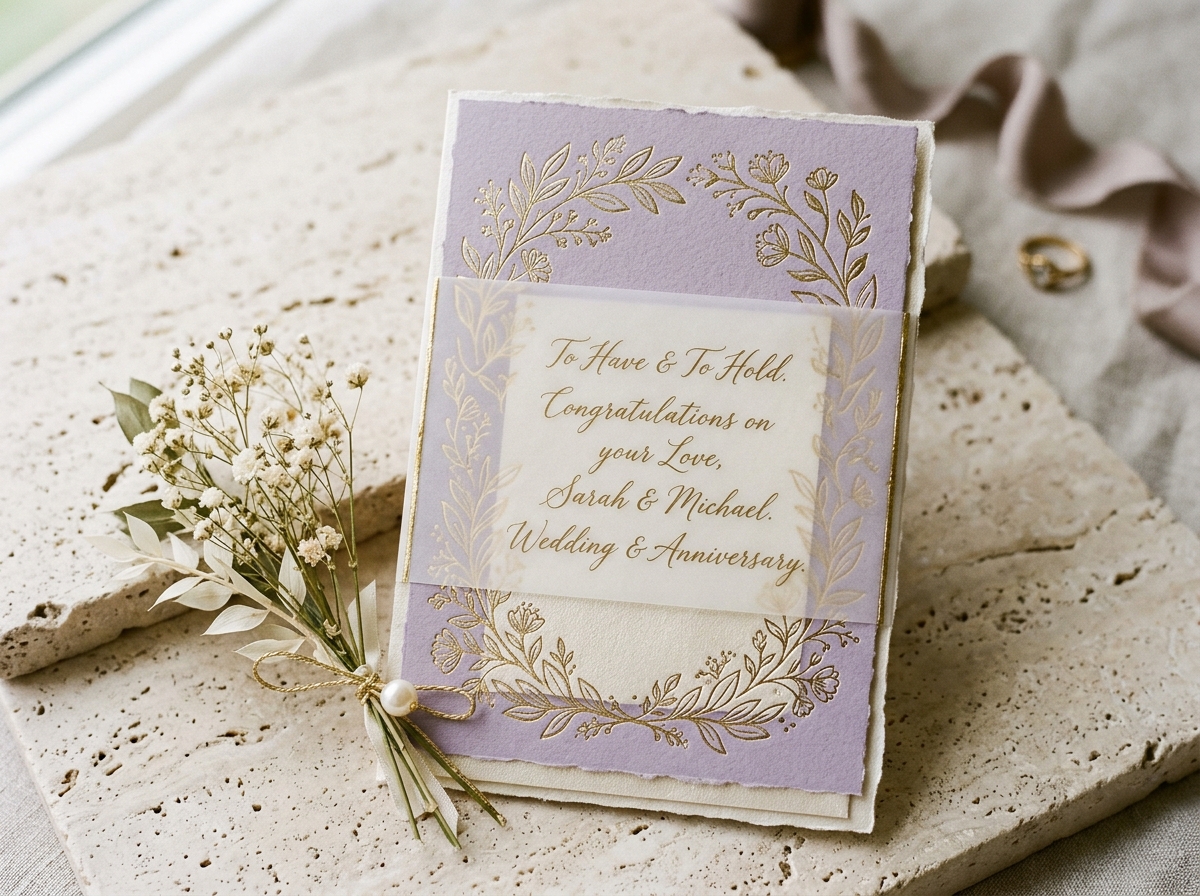 To Have & To Hold.
Congratulations on
your Love,
Sarah & Michael.
Wedding & Anniversary.